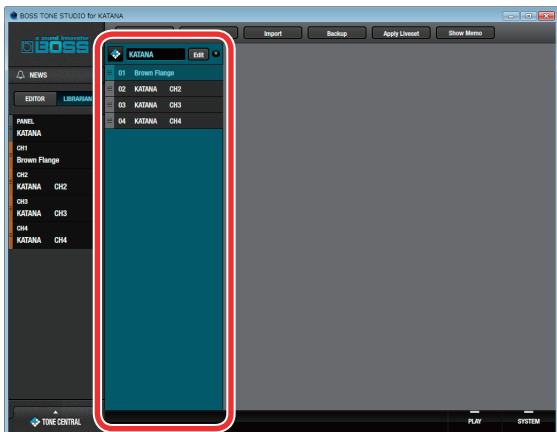 BOSS TONE STUDIO for KATANA
a sound innovator
BOSS
Import
Backup
Apply Liveset
Show Memo
NEWS
EDITOR
LIBRARIAN
PANEL
KATANA
CH1
Brown Flange
CH2
KATANA CH2
CH3
KATANA CH3
CH4
KATANA CH4
KATANA
Edit
01 Brown Flange
02 KATANA CH2
03 KATANA CH3
04 KATANA CH4
TONE CENTRAL
PLAY
SYSTEM